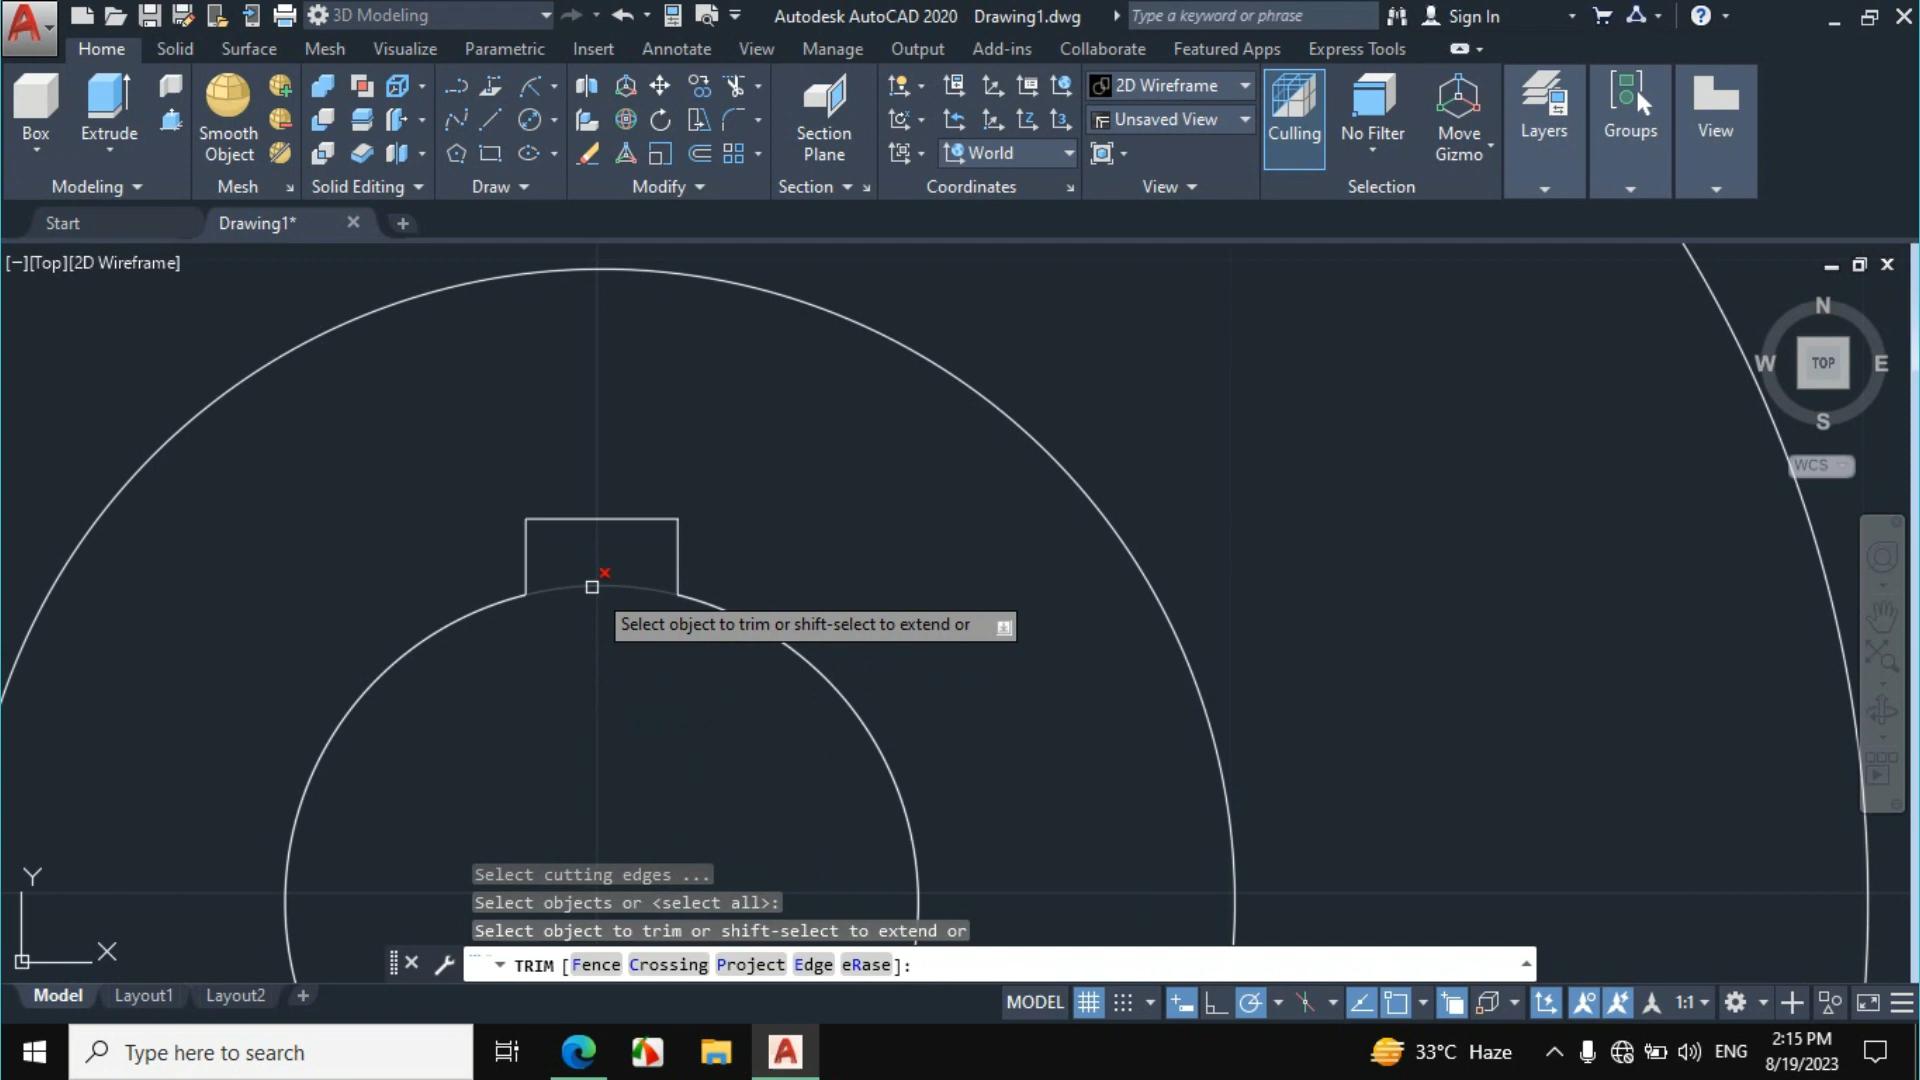 3D Modeling
Autodesk AutoCAD 2020 Drawing1.dwg
Type a keyword or phrase
Sign In
Home Solid Surface Mesh Visualize Parametric Insert Annotate View Manage Output Add-ins Collaborate Featured Apps Express Tools
Box
Extrude
Smooth
Object
Section
Plane
2D Wireframe
Unsaved View
World
Culling
No Filter
Move
Gizmo
Layers
Groups
View
Modeling Mesh Solid Editing Draw Modify Section Coordinates View Selection
Start Drawing1*
[−][Top][2D Wireframe]
N
W TOP E
S
WCS
Select object to trim or shift-select to extend or
Y
X
Select cutting edges ...
Select objects or <select all>:
Select object to trim or shift-select to extend or
TRIM [Fence Crossing Project Edge eRase]:
Model Layout1 Layout2
MODEL 1:1
Type here to search
33°C Haze
ENG
2:15 PM
8/19/2023